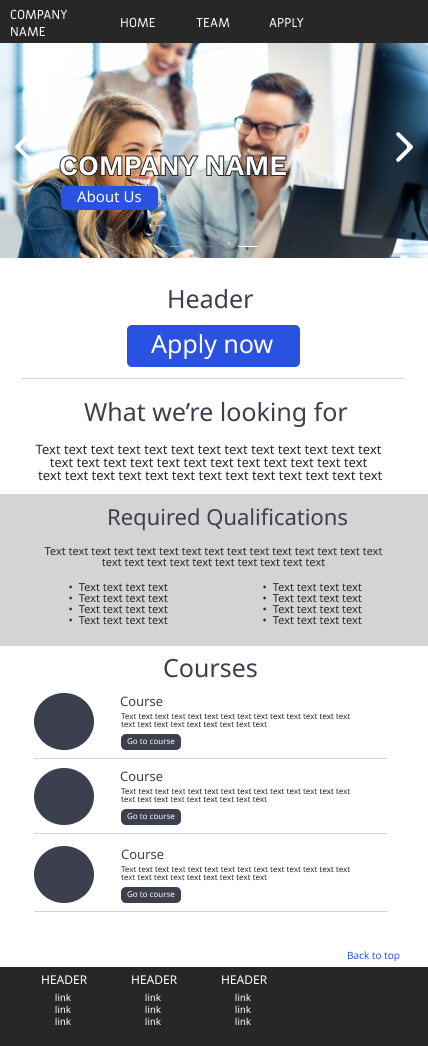 COMPANY
NAME
HOME TEAM APPLY
COMPANY NAME
About Us
Header
Apply now
What we’re looking for
Text text text text text text text text text text text text text
text text text text text text text text text text text text
text text text text text text text text text text text text text
Required Qualifications
Text text text text text text text text text text text text text text text
text text text text text text text text text text
• Text text text text
• Text text text text
• Text text text text
• Text text text text
• Text text text text
• Text text text text
• Text text text text
• Text text text text
Courses
Course
Text text text text text text text text text text text text text text
text text text text text text text text text
Go to course
Course
Text text text text text text text text text text text text text text
text text text text text text text text text
Go to course
Course
Text text text text text text text text text text text text text text
text text text text text text text text text
Go to course
Back to top
HEADER HEADER HEADER
link link link
link link link
link link link